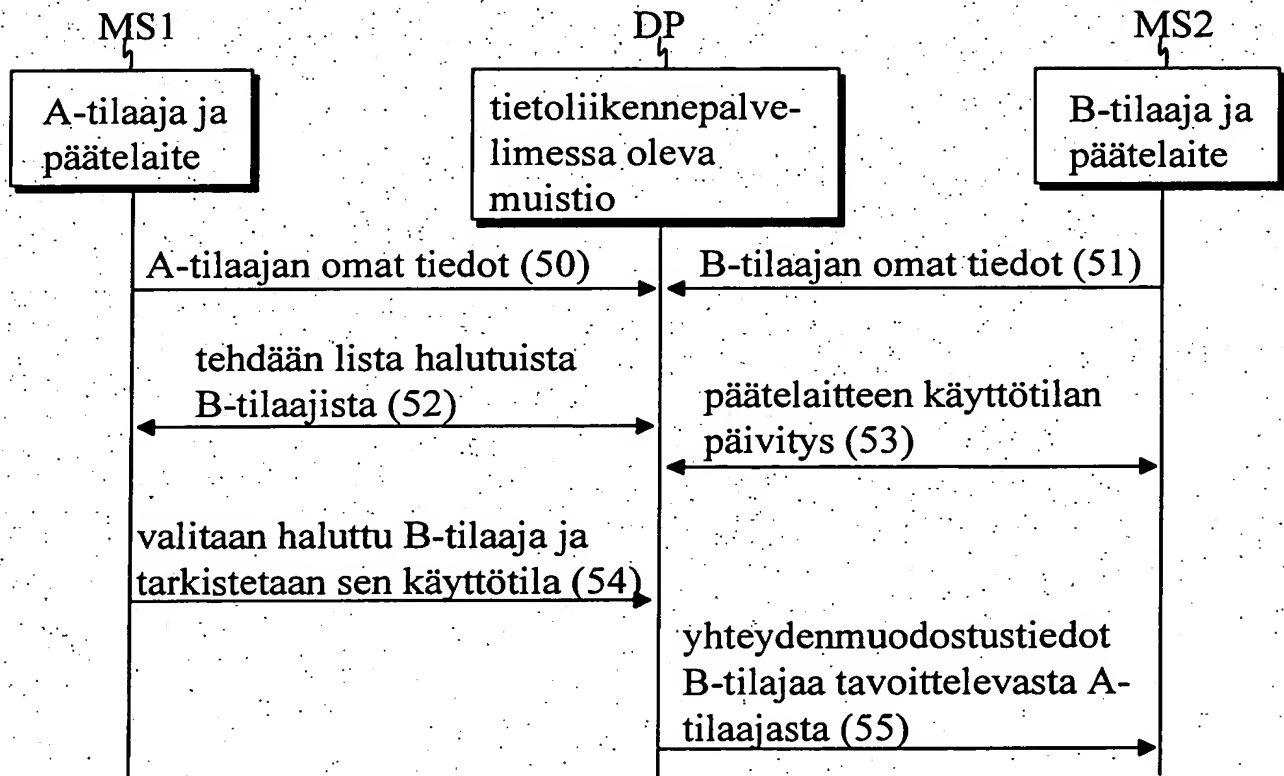 MS1
DP
MS2
A-tilaaja ja
päätelaite
tietoliikennepalve-
limessa oleva
muistio
B-tilaaja ja
päätelaite
A-tilaajan omat tiedot (50)
B-tilaajan omat tiedot (51)
tehdään lista halutuista
B-tilaajista (52)
päätelaitteen käyttötilan
päivitys (53)
valitaan haluttu B-tilaaja ja
tarkistetaan sen käyttötila (54)
yhteydenmuodostustiedot
B-tilajaa tavoittelevasta A-
tilaajasta (55)